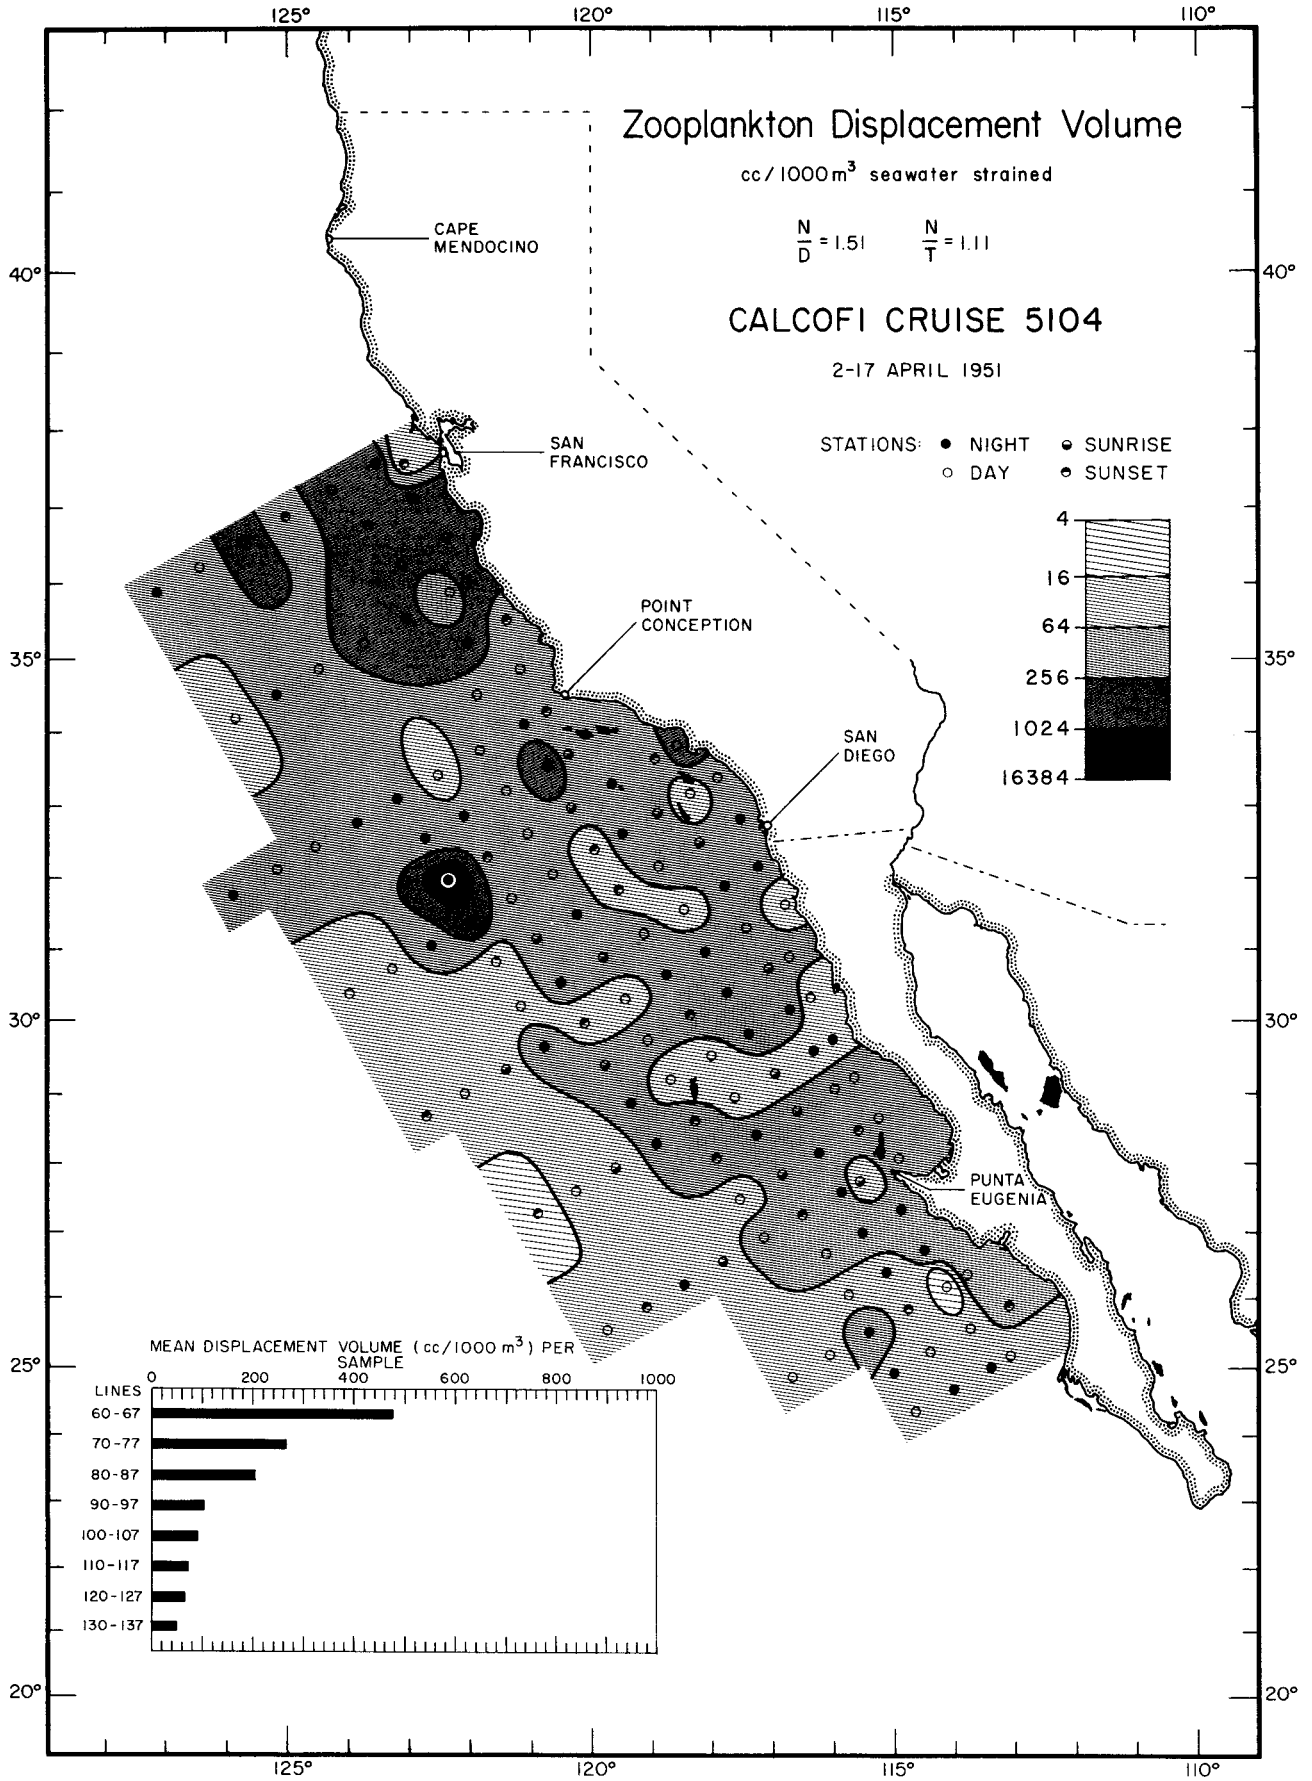 125° 120° 115° 110°
Zooplankton Displacement Volume
cc/1000m³ seawater strained
N/D = 1.51 N/T = 1.11
CALCOFI CRUISE 5104
2-17 APRIL 1951
CAPE
MENDOCINO
40° 40°
STATIONS: ● NIGHT SUNRISE
○ DAY SUNSET
SAN
FRANCISCO
4
16
64
256
1024
16384
POINT
CONCEPTION
35° 35°
SAN
DIEGO
30° 30°
PUNTA
EUGENIA
25° 25°
MEAN DISPLACEMENT VOLUME (cc/1000 m³) PER
SAMPLE
LINES 0 200 400 600 800 1000
60-67
70-77
80-87
90-97
100-107
110-117
120-127
130-137
20° 20°
125° 120° 115° 110°